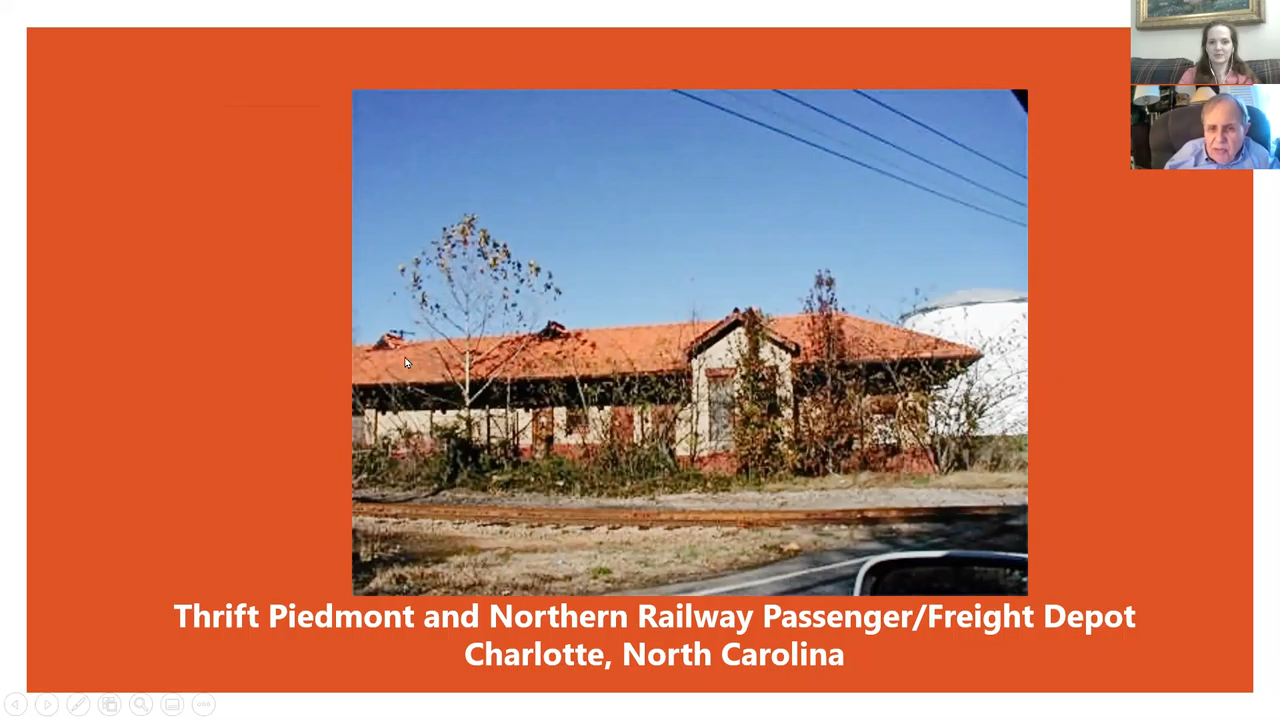 Thrift Piedmont and Northern Railway Passenger/Freight Depot
Charlotte, North Carolina